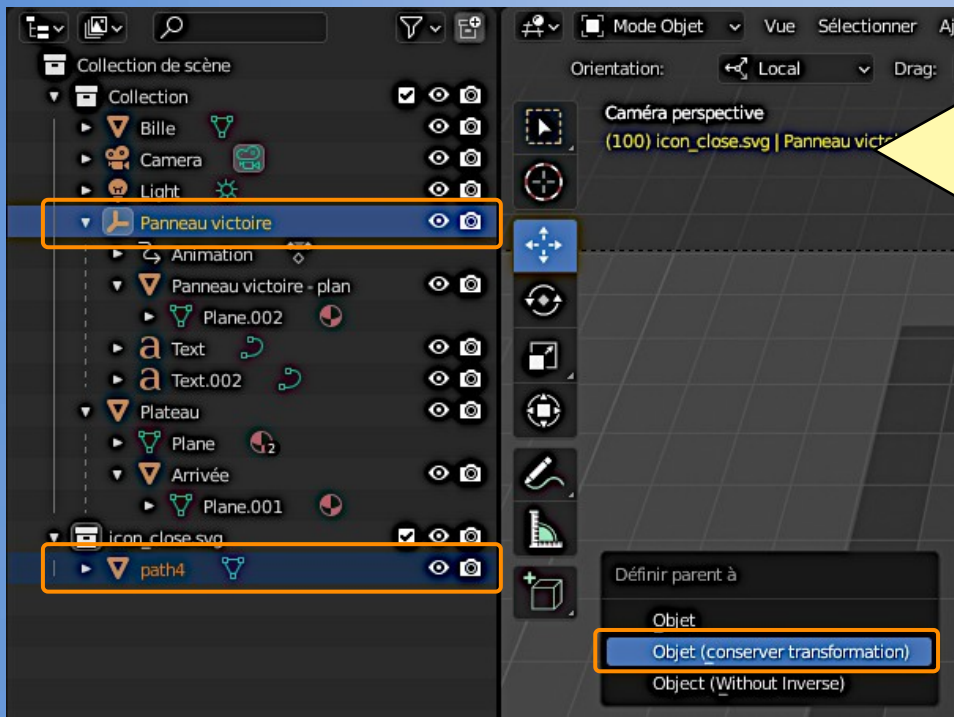 Mode Objet Vue Sélectionner Aj
Collection de scène
Orientation: Local Drag:
Collection
Caméra perspective
Bille
(100) icon_close.svg | Panneau victoi
Camera
Light
Panneau victoire
Animation
Panneau victoire - plan
Plane.002
Text
Text.002
Plateau
Plane 2
Arrivée
Plane.001
icon_close.svg
path4
Définir parent à
Objet
Objet (conserver transformation)
Object (Without Inverse)